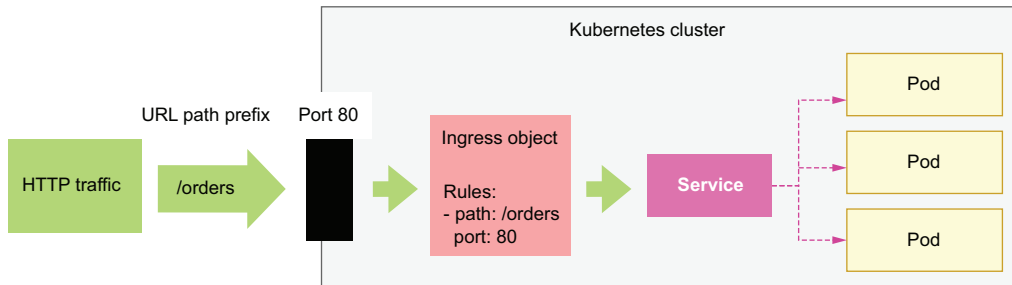 Kubernetes cluster
URL path prefix
Port 80
HTTP traffic
/orders
Ingress object
Rules:
- path: /orders
port: 80
Service
Pod
Pod
Pod